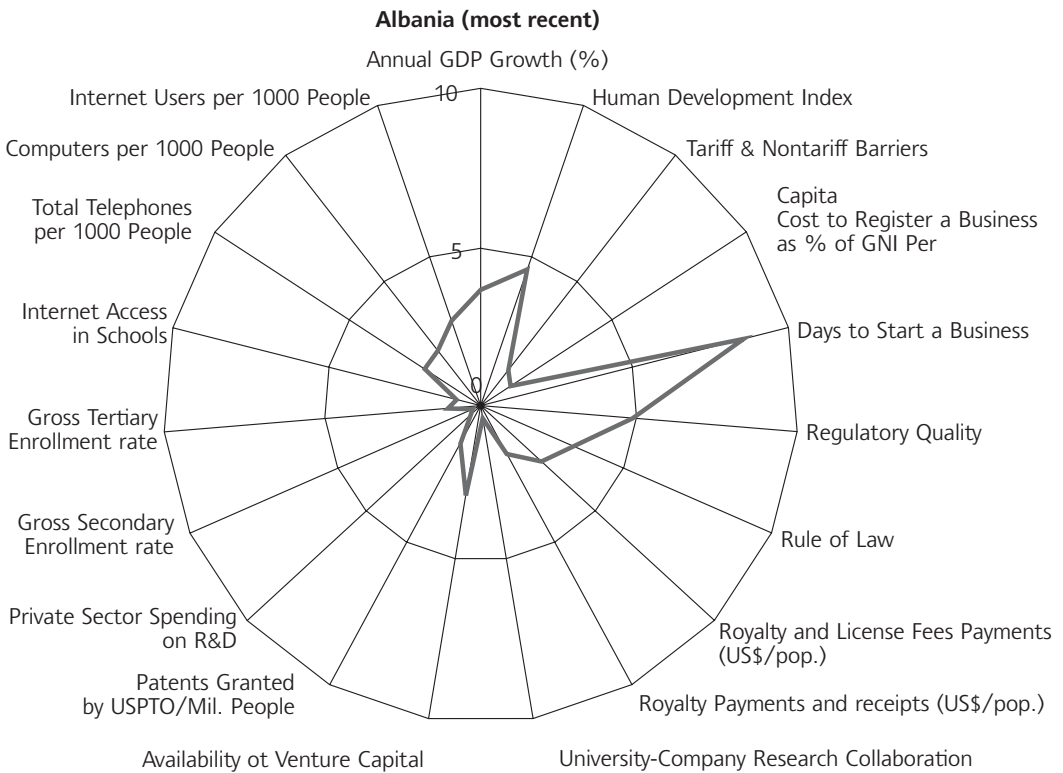 Albania (most recent)
Annual GDP Growth (%)
10
Internet Users per 1000 People
Human Development Index
Computers per 1000 People
Tariff & Nontariff Barriers
Total Telephones
per 1000 People
Capita
Cost to Register a Business
as % of GNI Per
5
Internet Access
in Schools
Days to Start a Business
0
Gross Tertiary
Enrollment rate
Regulatory Quality
Gross Secondary
Enrollment rate
Rule of Law
Private Sector Spending
on R&D
Royalty and License Fees Payments
(US$/pop.)
Patents Granted
by USPTO/Mil. People
Royalty Payments and receipts (US$/pop.)
Availability ot Venture Capital
University-Company Research Collaboration